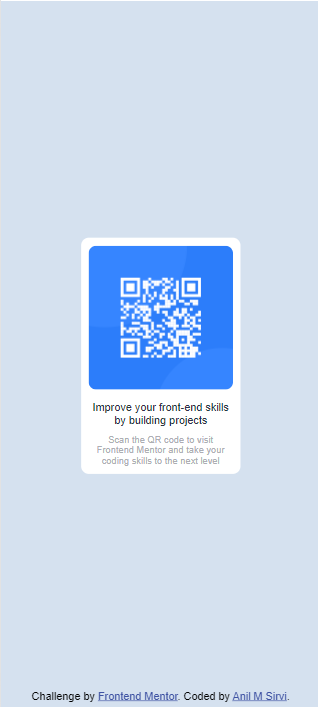 Improve your front-end skills
by building projects
Scan the QR code to visit
Frontend Mentor and take your
coding skills to the next level
Challenge by Frontend Mentor. Coded by Anil M Sirvi.